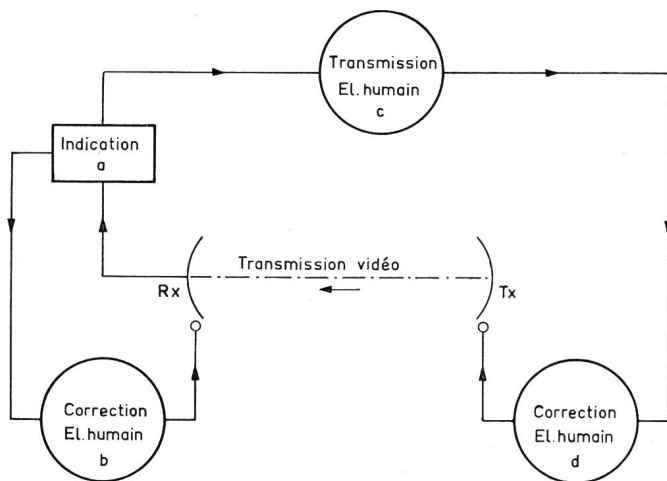 Transmission
El. humain
c
Indication
a
Transmission vidéo
Rx
Tx
Correction
El. humain
b
Correction
El. humain
d